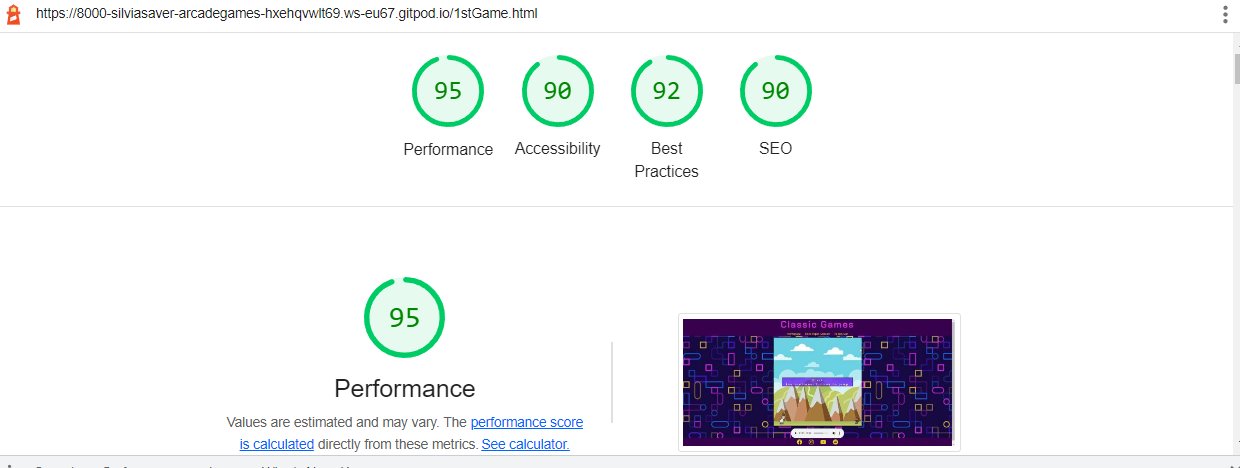 https://8000-silviasaver-arcadegames-hxehqvwlt69.ws-eu67.gitpod.io/1stGame.html
95 90 92 90
Performance Accessibility Best Practices SEO
95
Performance
Values are estimated and may vary. The performance score
is calculated directly from these metrics. See calculator.
Classic Games